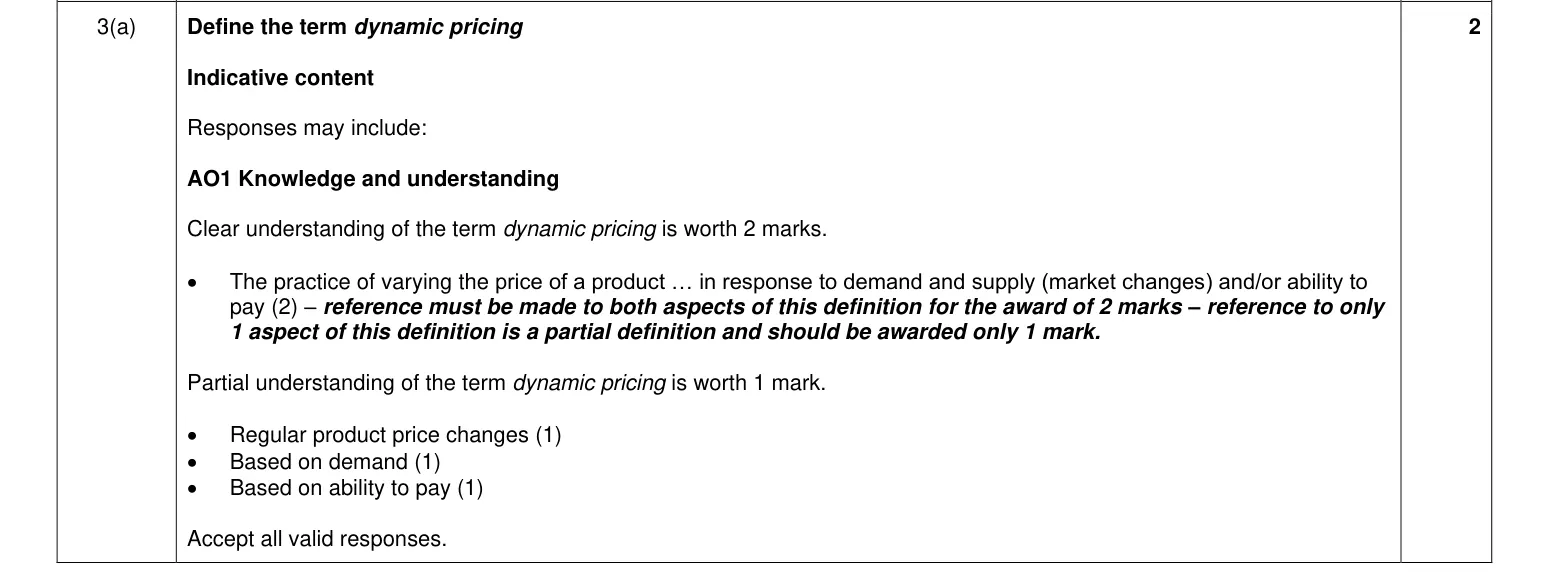 3(a) Define the term dynamic pricing 2
Indicative content
Responses may include:
AO1 Knowledge and understanding
Clear understanding of the term dynamic pricing is worth 2 marks.
• The practice of varying the price of a product … in response to demand and supply (market changes) and/or ability to
pay (2) – reference must be made to both aspects of this definition for the award of 2 marks – reference to only
1 aspect of this definition is a partial definition and should be awarded only 1 mark.
Partial understanding of the term dynamic pricing is worth 1 mark.
• Regular product price changes (1)
• Based on demand (1)
• Based on ability to pay (1)
Accept all valid responses.